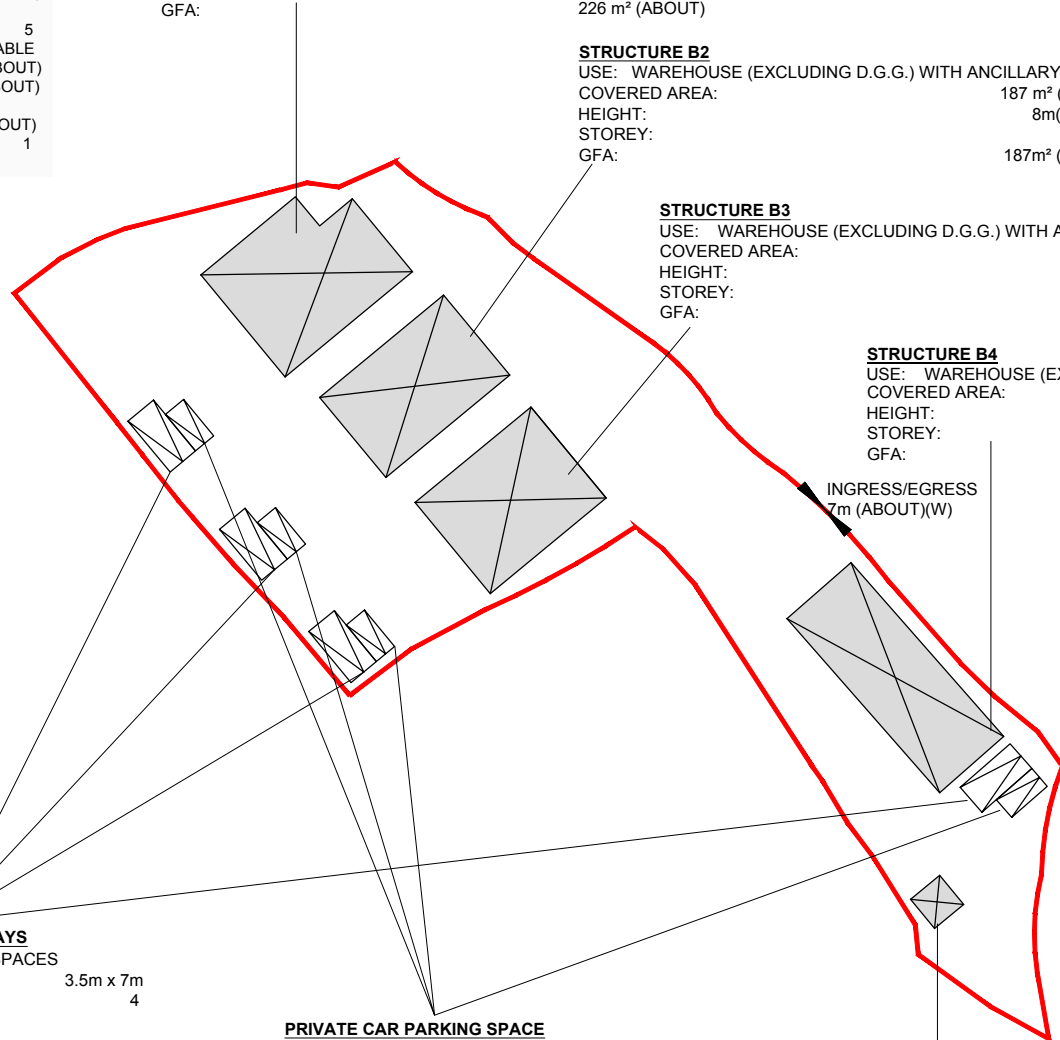 GFA:
226 m² (ABOUT)
5
ABLE
BOUT)
OUT)
OUT)
1
STRUCTURE B2
USE: WAREHOUSE (EXCLUDING D.G.G.) WITH ANCILLARY
COVERED AREA: 187 m² (
HEIGHT: 8m(
STOREY:
GFA: 187m² (
STRUCTURE B3
USE: WAREHOUSE (EXCLUDING D.G.G.) WITH A
COVERED AREA:
HEIGHT:
STOREY:
GFA:
STRUCTURE B4
USE: WAREHOUSE (EX
COVERED AREA:
HEIGHT:
STOREY:
GFA:
INGRESS/EGRESS
7m (ABOUT)(W)
AYS
SPACES
3.5m x 7m
4
PRIVATE CAR PARKING SPACE